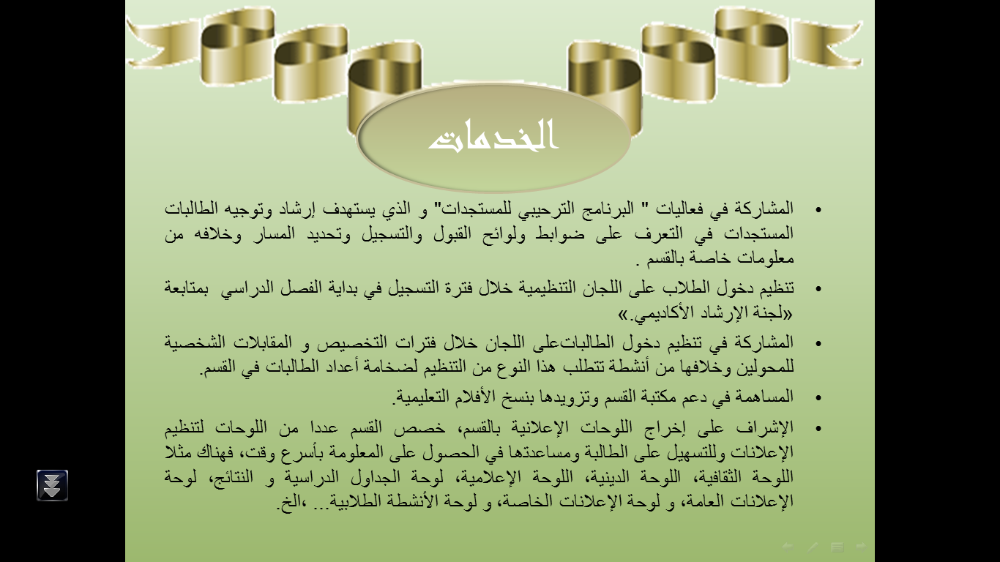 الخدمات
المشاركة في فعاليات " البرنامج الترحيبي للمستجدات" و الذي يستهدف إرشاد وتوجيه الطالبات
المستجدات في التعرف على ضوابط ولوائح القبول والتسجيل وتحديد المسار وخلافه من
معلومات خاصة بالقسم .
تنظيم دخول الطلاب على اللجان التنظيمية خلال فترة التسجيل في بداية الفصل الدراسي بمتابعة
«لجنة الإرشاد الأكاديمي.»
المشاركة في تنظيم دخول الطالباتعلى اللجان خلال فترات التخصيص و المقابلات الشخصية
للمحولين وخلافها من أنشطة تتطلب هذا النوع من التنظيم لضخامة أعداد الطالبات في القسم.
المساهمة في دعم مكتبة القسم وتزويدها بنسخ الأفلام التعليمية.
الإشراف على إخراج اللوحات الإعلانية بالقسم، خصص القسم عددا من اللوحات لتنظيم
الإعلانات وللتسهيل على الطالبة ومساعدتها في الحصول على المعلومة بأسرع وقت، فهناك مثلا
اللوحة الثقافية، اللوحة الدينية، اللوحة الإعلامية، لوحة الجداول الدراسية و النتائج، لوحة
الإعلانات العامة، و لوحة الإعلانات الخاصة، و لوحة الأنشطة الطلابية... ،الخ.